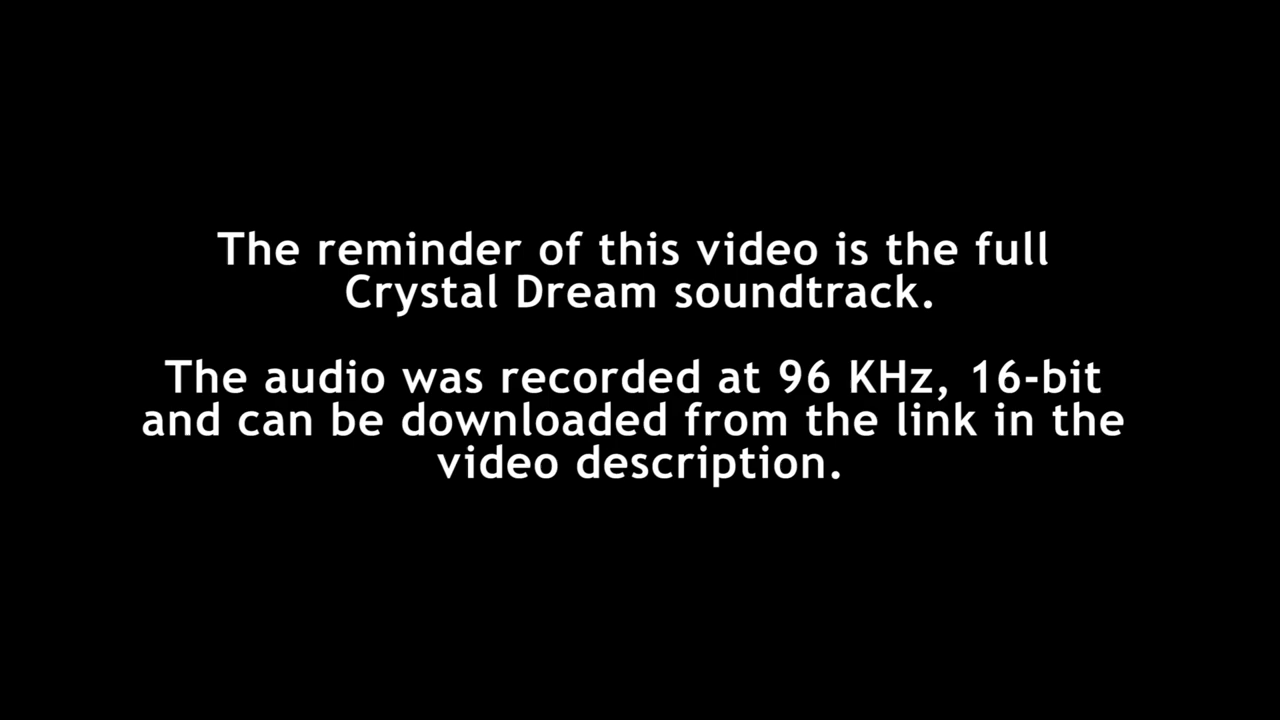 The reminder of this video is the full
Crystal Dream soundtrack.
The audio was recorded at 96 KHz, 16-bit
and can be downloaded from the link in the
video description.